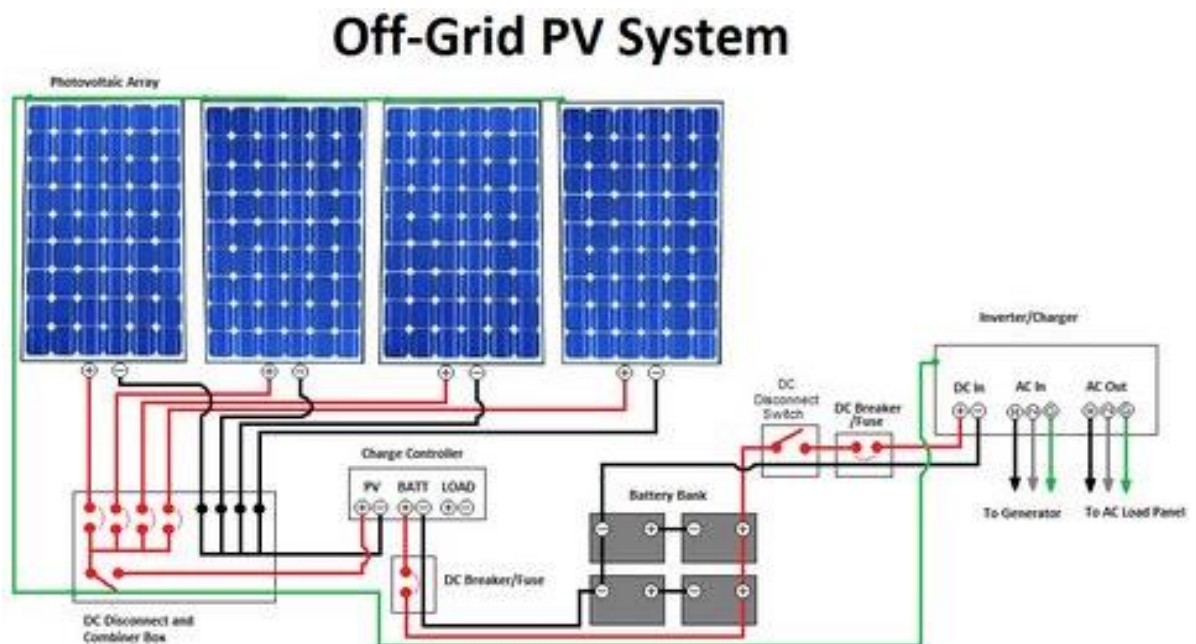 Off-Grid PV System
Photovoltaic Array
Inverter/Charger
DC In
AC In
AC Out
DC
Disconnect
Switch
DC Breaker
/Fuse
Charge Controller
PV
BATT
LOAD
Battery Bank
To Generator
To AC Load Panel
DC Breaker/Fuse
DC Disconnect and
Combiner Box